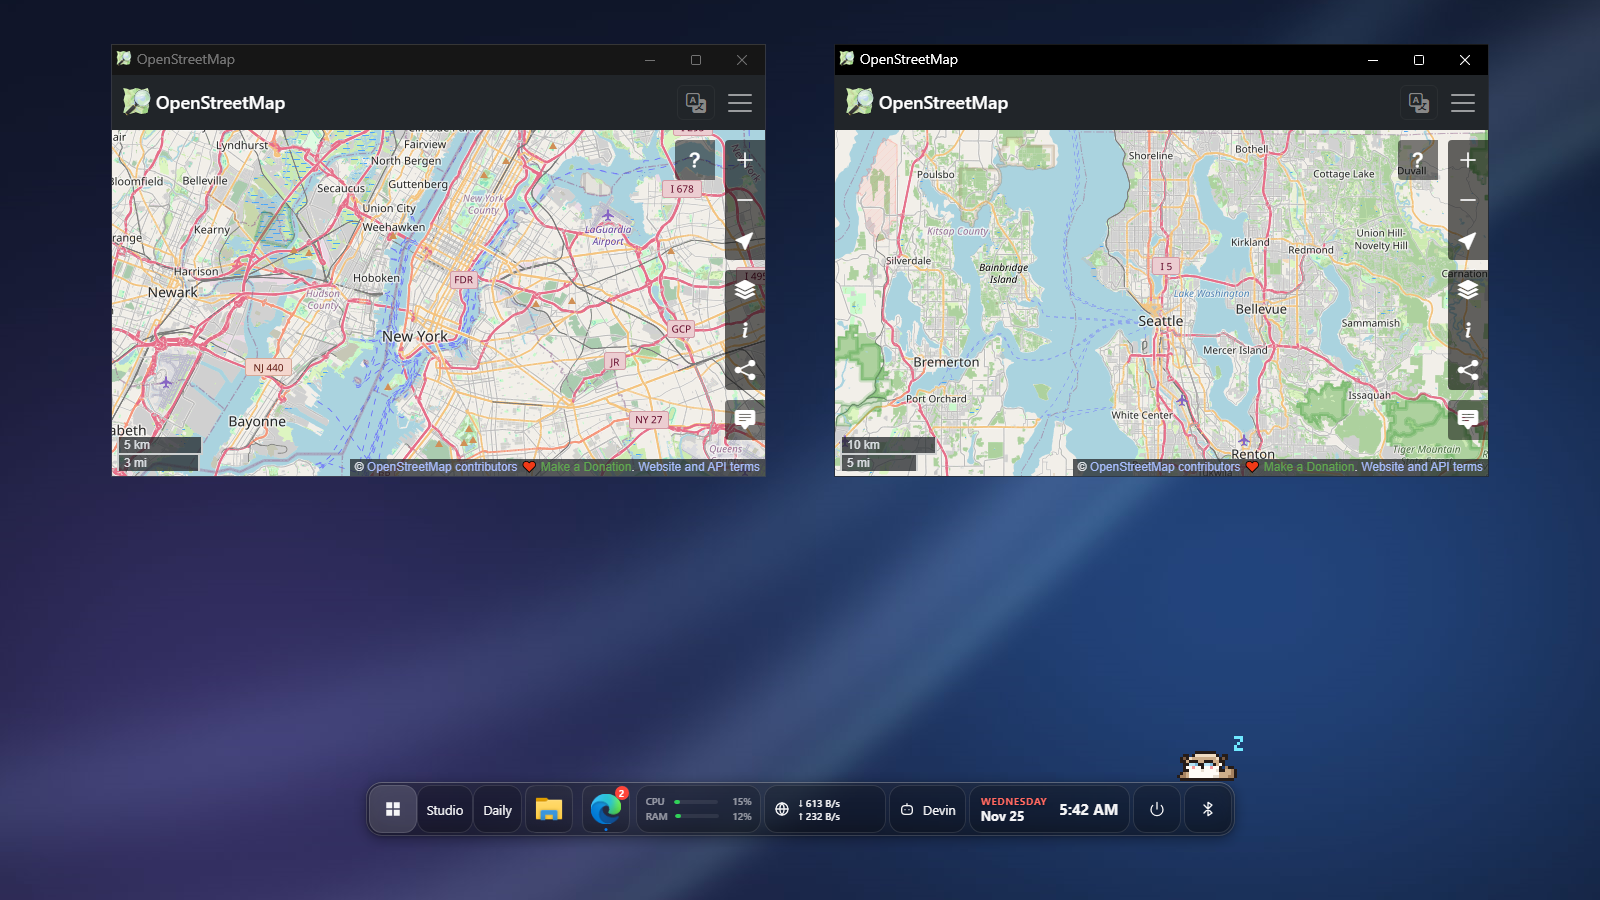 OpenStreetMap
OpenStreetMap
Lyndhurst
Fairview
North Bergen
Bloomfield
Belleville
Secaucus
Guttenberg
I 678
New York
County
Union City
Weehawken
Kearny
LaGuardia
Airport
Harrison
Hoboken
FDR
I 495
Newark
Hudson
County
New York
GCP
NJ 440
JR
Bayonne
NY 27
Queens
5 km
3 mi
© OpenStreetMap contributors ❤ Make a Donation. Website and API terms
OpenStreetMap
OpenStreetMap
Shoreline
Bothell
Poulsbo
Cottage Lake
Duvall
Kitsap County
Kirkland
Redmond
Union Hill-
Novelty Hill
Silverdale
Bainbridge
Island
I 5
Carnation
Lake Washington
Seattle
Bellevue
Sammamish
Bremerton
Mercer Island
Port Orchard
White Center
Issaquah
Renton
Tiger Mountain
10 km
5 mi
© OpenStreetMap contributors ❤ Make a Donation. Website and API terms
Z
Studio
Daily
2
CPU 15%
RAM 12%
↓ 613 B/s
↑ 232 B/s
Devin
WEDNESDAY
Nov 25
5:42 AM